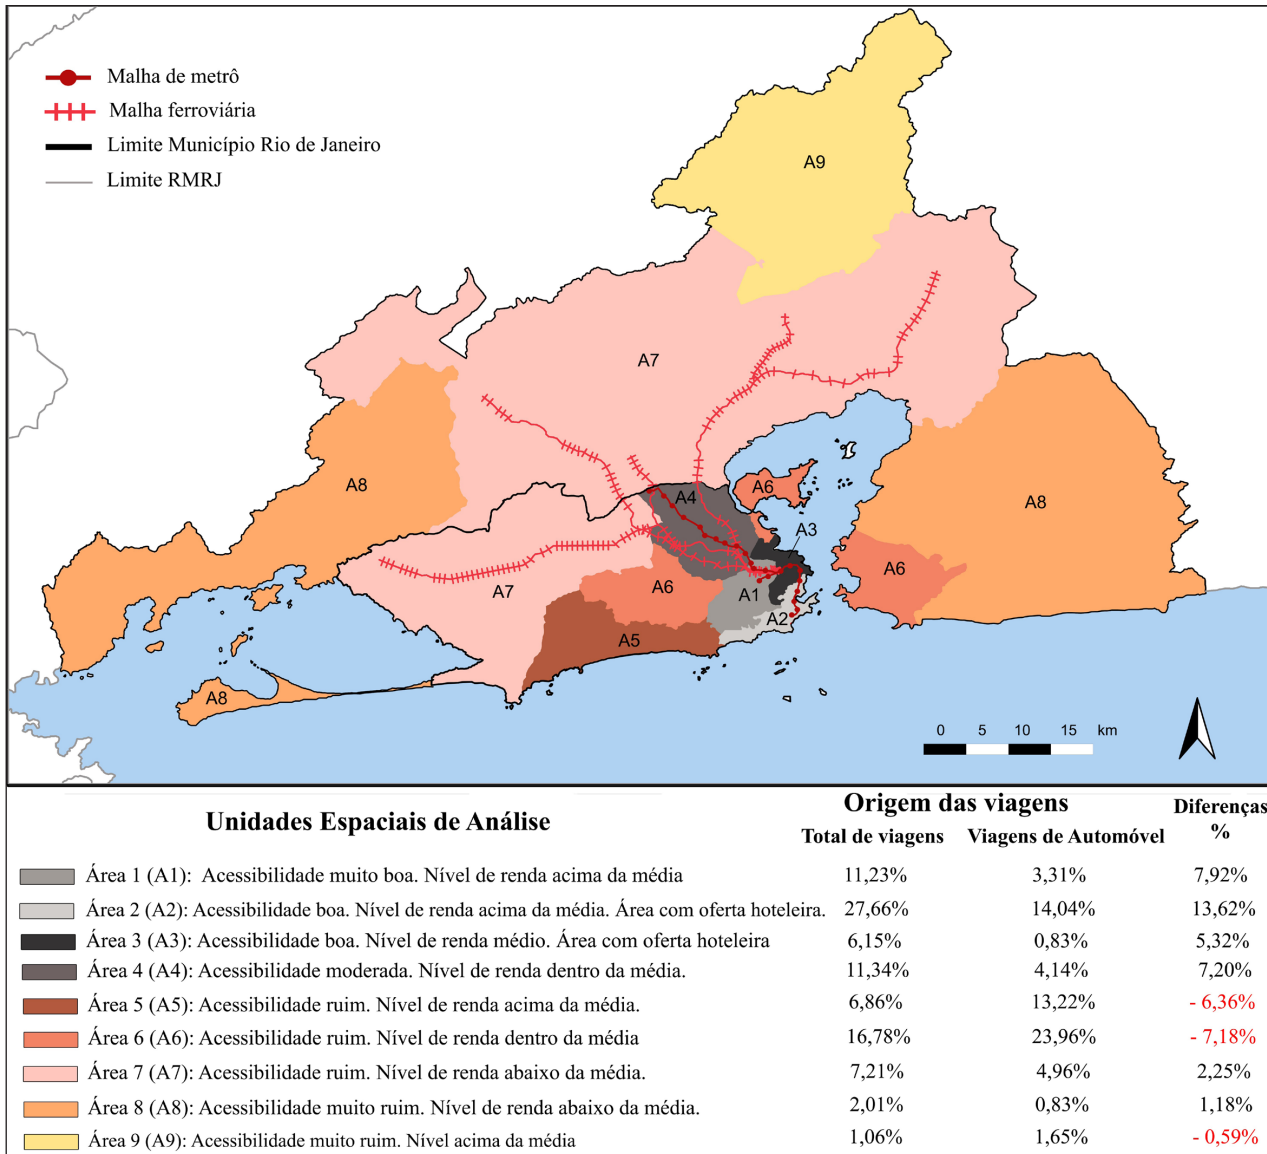 Malha de metrô
Malha ferroviária
Limite Município Rio de Janeiro
Limite RMRJ
A9
A7
A8
A4
A6
A3
A8
A6
A7
A6
A1
A2
A5
A8
0 5 10 15 km
Unidades Espaciais de Análise
Origem das viagens
Diferenças %
Total de viagens Viagens de Automóvel
Área 1 (A1): Acessibilidade muito boa. Nível de renda acima da média 11,23% 3,31% 7,92%
Área 2 (A2): Acessibilidade boa. Nível de renda acima da média. Área com oferta hoteleira. 27,66% 14,04% 13,62%
Área 3 (A3): Acessibilidade boa. Nível de renda médio. Área com oferta hoteleira 6,15% 0,83% 5,32%
Área 4 (A4): Acessibilidade moderada. Nível de renda dentro da média. 11,34% 4,14% 7,20%
Área 5 (A5): Acessibilidade ruim. Nível de renda acima da média. 6,86% 13,22% - 6,36%
Área 6 (A6): Acessibilidade ruim. Nível de renda dentro da média 16,78% 23,96% - 7,18%
Área 7 (A7): Acessibilidade ruim. Nível de renda abaixo da média. 7,21% 4,96% 2,25%
Área 8 (A8): Acessibilidade muito ruim. Nível de renda abaixo da média. 2,01% 0,83% 1,18%
Área 9 (A9): Acessibilidade muito ruim. Nível acima da média 1,06% 1,65% - 0,59%